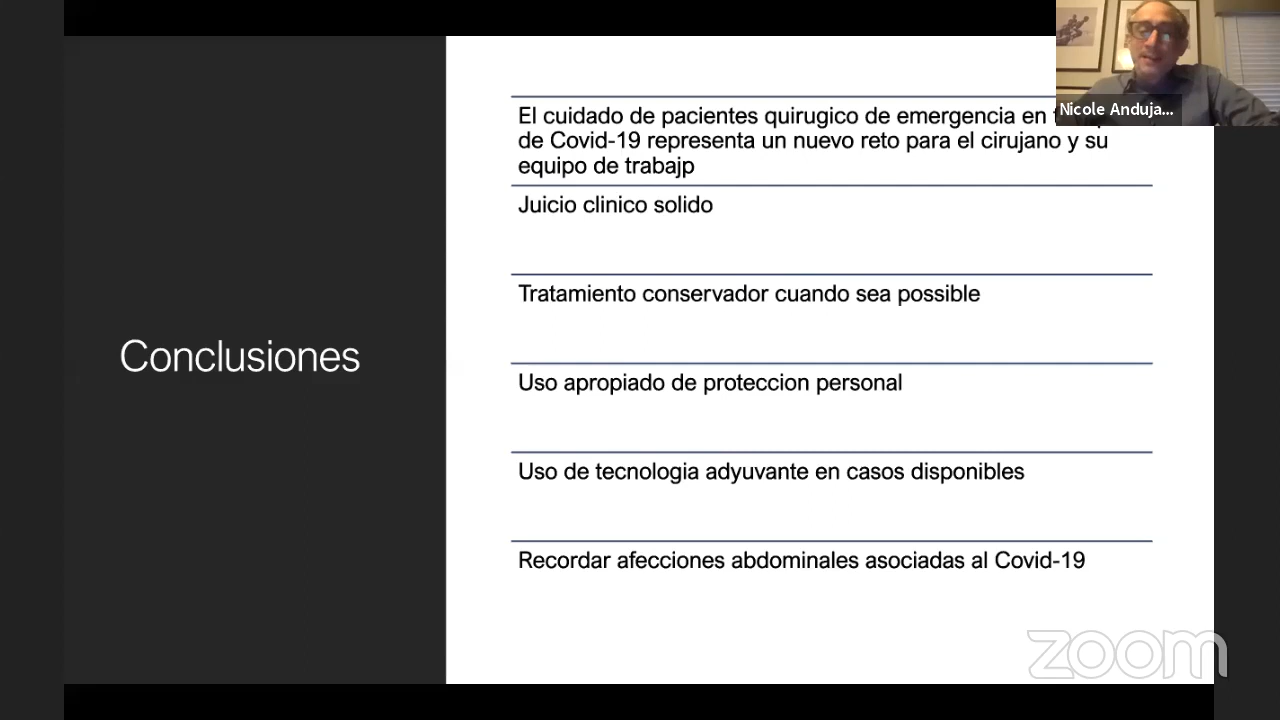 El cuidado de pacientes quirugico de emergencia en
de Covid-19 representa un nuevo reto para el cirujano y su
equipo de trabajp
Juicio clinico solido
Tratamiento conservador cuando sea possible
Conclusiones
Uso apropiado de proteccion personal
Uso de tecnologia adyuvante en casos disponibles
Recordar afecciones abdominales asociadas al Covid-19
Nicole Anduja...
zoom